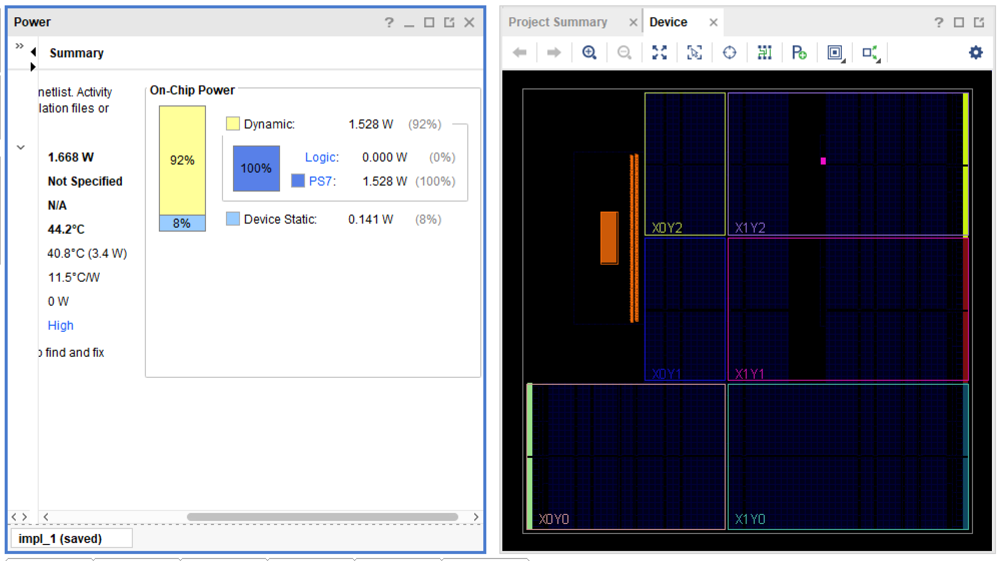 Power
Summary
netlist. Activity
lation files or
1.668 W
Not Specified
N/A
44.2°C
40.8°C (3.4 W)
11.5°C/W
0 W
High
find and fix
On-Chip Power
92%
8%
Dynamic: 1.528 W (92%)
100%
Logic: 0.000 W (0%)
PS7: 1.528 W (100%)
Device Static: 0.141 W (8%)
impl_1 (saved)
Project Summary
Device
X0Y2
X1Y2
X0Y1
X1Y1
X0Y0
X1Y0